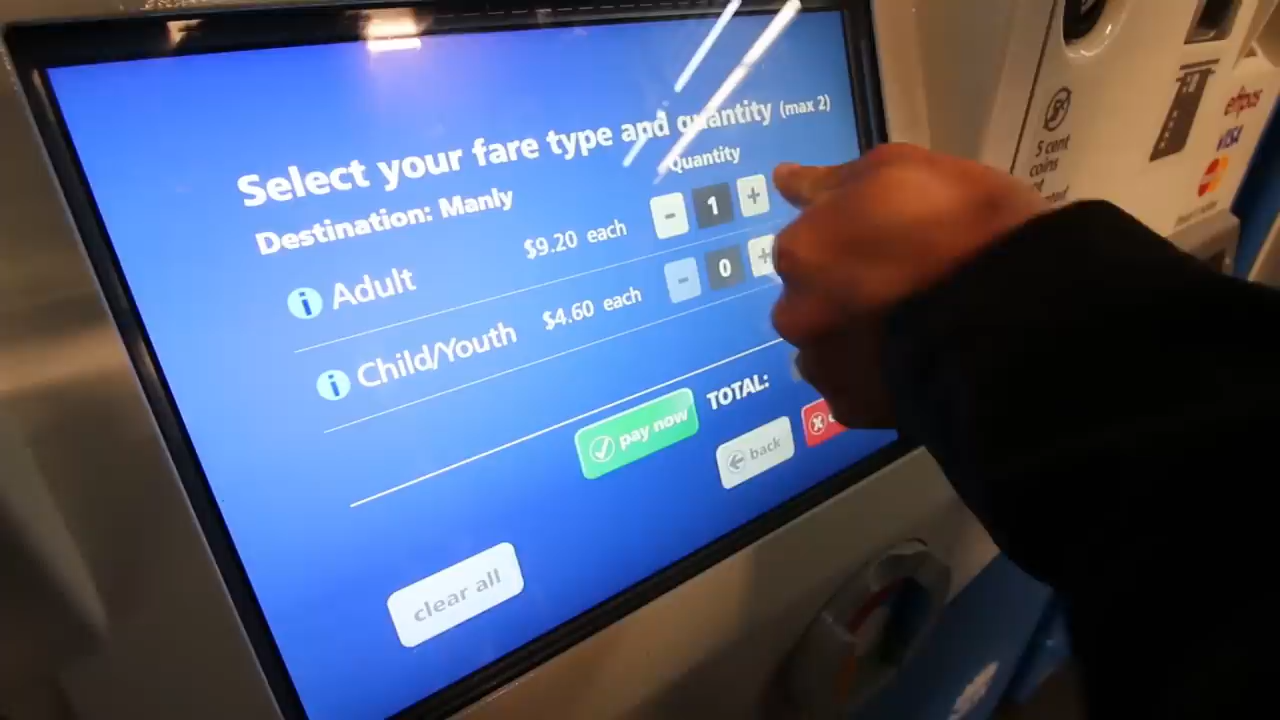 Select your fare type and quantity (max 2)
Destination: Manly
Quantity
Adult
$9.20 each
- 1 +
Child/Youth
$4.60 each
- 0 +
TOTAL:
pay now
back
clear all
5 cent
coins
eftpos
VISA